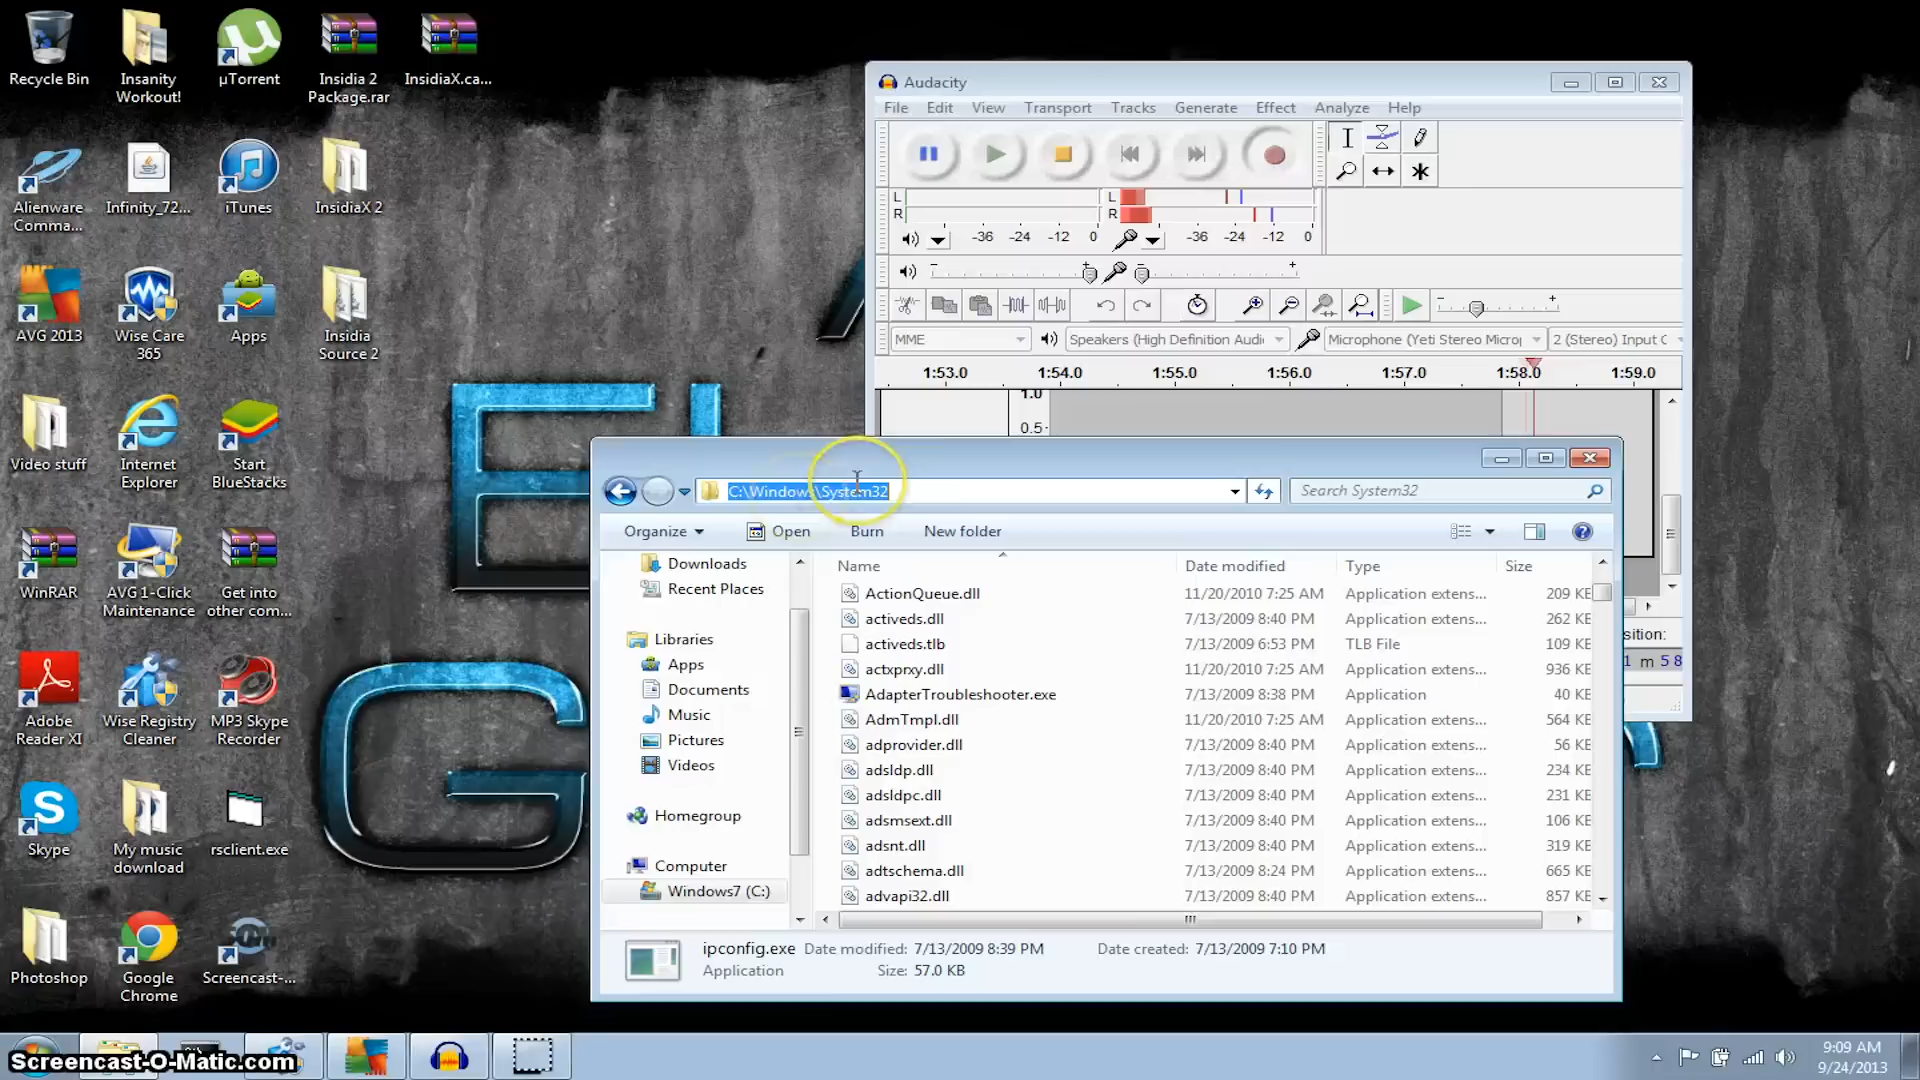 Recycle Bin
Insanity Workout!
µTorrent
Insidia 2 Package.rar
InsidiaX.ca...
Alienware Comma...
Infinity_72...
iTunes
InsidiaX 2
AVG 2013
Wise Care 365
Apps
Insidia Source 2
Video stuff
Internet Explorer
Start BlueStacks
WinRAR
AVG 1-Click Maintenance
Get into other com...
Adobe Reader XI
Wise Registry Cleaner
MP3 Skype Recorder
Skype
My music download
rsclient.exe
Photoshop
Google Chrome
Screencast-...
Audacity
File Edit View Transport Tracks Generate Effect Analyze Help
L L
R R
-36 -24 -12 0 -36 -24 -12 0
MME Speakers (High Definition Audi Microphone (Yeti Stereo Micro 2 (Stereo) Input C
1:53.0 1:54.0 1:55.0 1:56.0 1:57.0 1:58.0 1:59.0
1.0
0.5
sition:
1 m 5 8
C:\Windows\System32 Search System32
Organize Open Burn New folder
Downloads
Recent Places
Libraries
Apps
Documents
Music
Pictures
Videos
Homegroup
Computer
Windows7 (C:)
Name Date modified Type Size
ActionQueue.dll 11/20/2010 7:25 AM Application extens... 209 KB
activeds.dll 7/13/2009 8:40 PM Application extens... 262 KB
activeds.tlb 7/13/2009 6:53 PM TLB File 109 KB
actxprxy.dll 11/20/2010 7:25 AM Application extens... 936 KB
AdapterTroubleshooter.exe 7/13/2009 8:38 PM Application 40 KB
AdmTmpl.dll 11/20/2010 7:25 AM Application extens... 564 KB
adprovider.dll 7/13/2009 8:40 PM Application extens... 56 KB
adsldp.dll 7/13/2009 8:40 PM Application extens... 234 KB
adsldpc.dll 7/13/2009 8:40 PM Application extens... 231 KB
adsmsext.dll 7/13/2009 8:40 PM Application extens... 106 KB
adsnt.dll 7/13/2009 8:40 PM Application extens... 319 KB
adtschema.dll 7/13/2009 8:24 PM Application extens... 665 KB
advapi32.dll 7/13/2009 8:40 PM Application extens... 857 KB
ipconfig.exe Date modified: 7/13/2009 8:39 PM Date created: 7/13/2009 7:10 PM
Application Size: 57.0 KB
Screencast-O-Matic.com
9:09 AM
9/24/2013